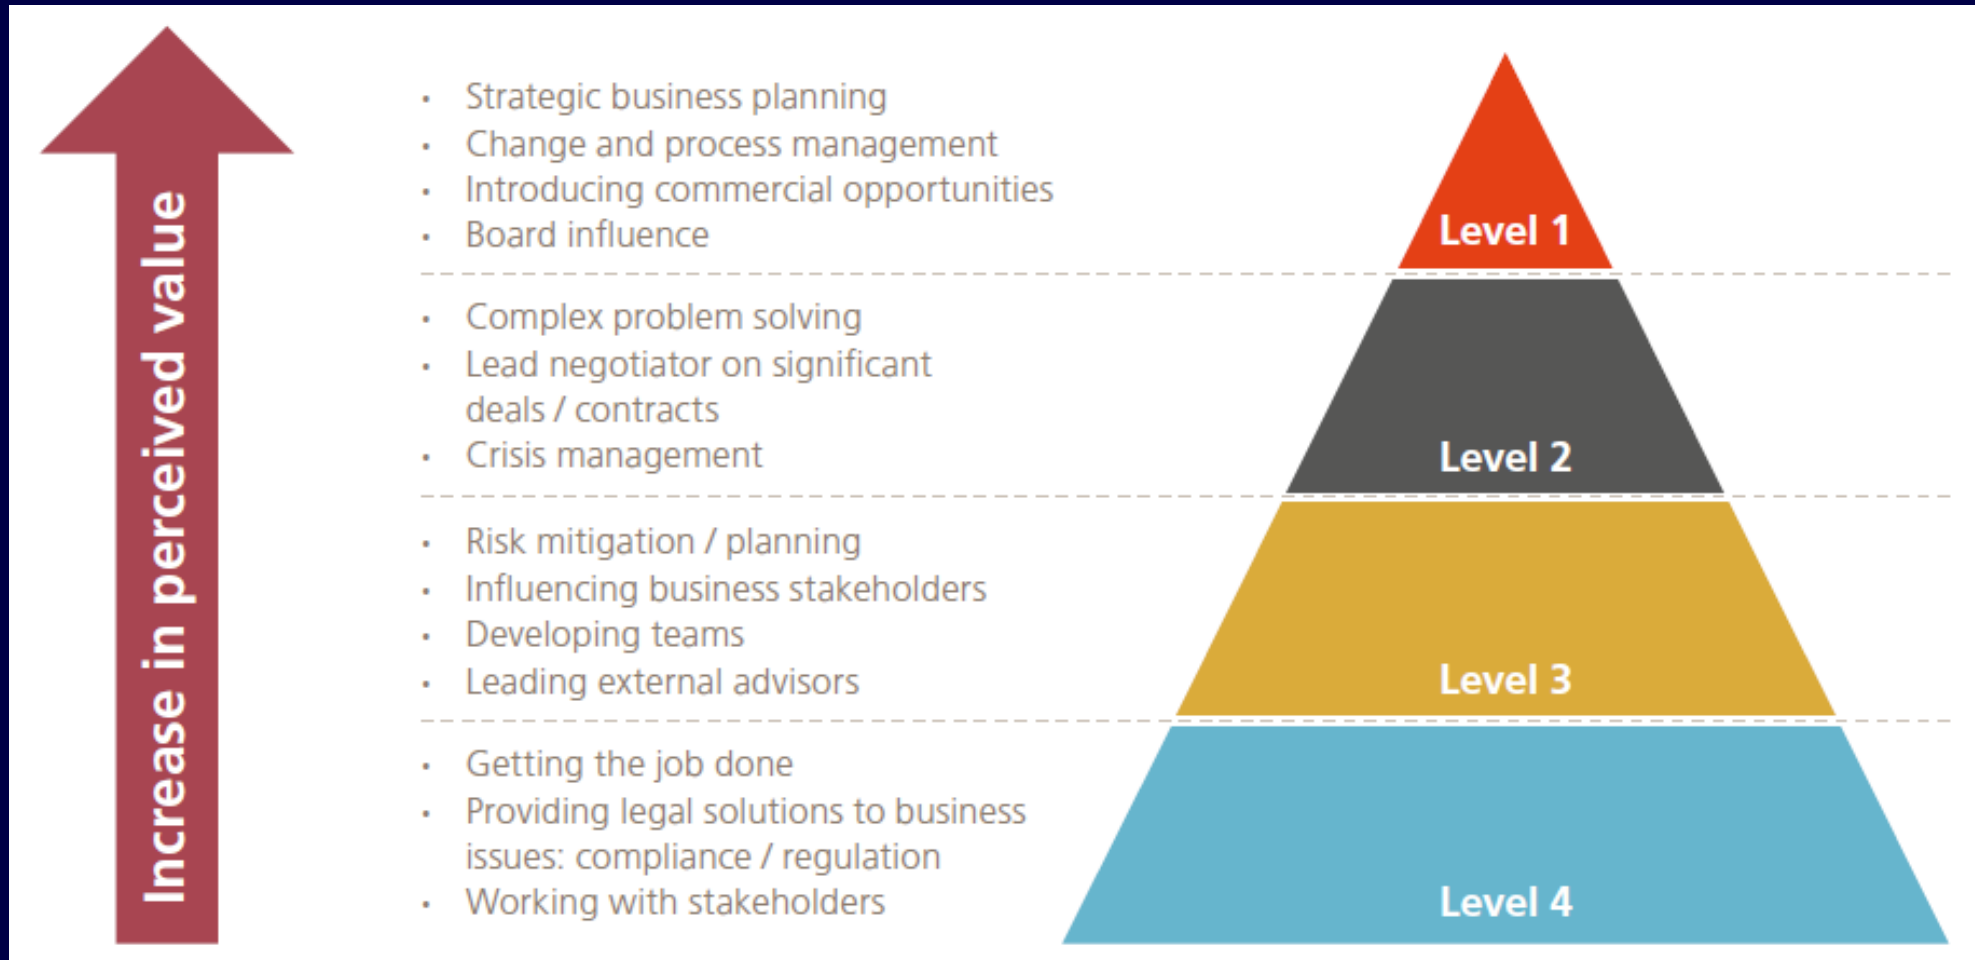 Increase in perceived value
• Strategic business planning
• Change and process management
• Introducing commercial opportunities
• Board influence
Level 1
• Complex problem solving
• Lead negotiator on significant
deals / contracts
• Crisis management
Level 2
• Risk mitigation / planning
• Influencing business stakeholders
• Developing teams
• Leading external advisors
Level 3
• Getting the job done
• Providing legal solutions to business
issues: compliance / regulation
• Working with stakeholders
Level 4